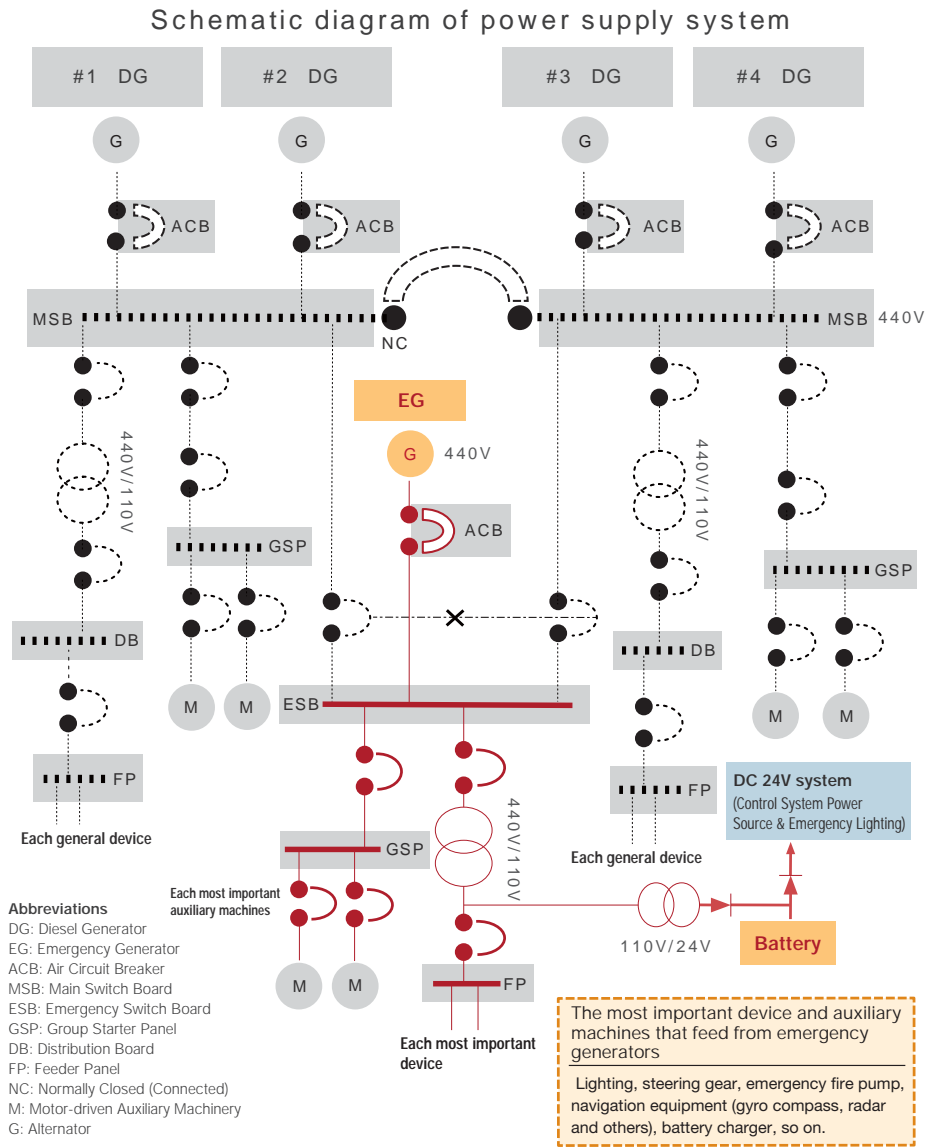 Schematic diagram of power supply system
#1 DG
#2 DG
#3 DG
#4 DG
G
G
G
G
ACB
ACB
ACB
ACB
MSB
NC
MSB
440V
EG
G
440V
440V/110V
440V/110V
ACB
GSP
GSP
DB
DB
M
M
ESB
M
M
FP
FP
Each general device
Each general device
DC 24V system
(Control System Power
Source & Emergency Lighting)
440V/110V
GSP
Each most important
auxiliary machines
110V/24V
Battery
M
M
FP
Each most important
device
Abbreviations
DG: Diesel Generator
EG: Emergency Generator
ACB: Air Circuit Breaker
MSB: Main Switch Board
ESB: Emergency Switch Board
GSP: Group Starter Panel
DB: Distribution Board
FP: Feeder Panel
NC: Normally Closed (Connected)
M: Motor-driven Auxiliary Machinery
G: Alternator
The most important device and auxiliary
machines that feed from emergency
generators
Lighting, steering gear, emergency fire pump,
navigation equipment (gyro compass, radar
and others), battery charger, so on.